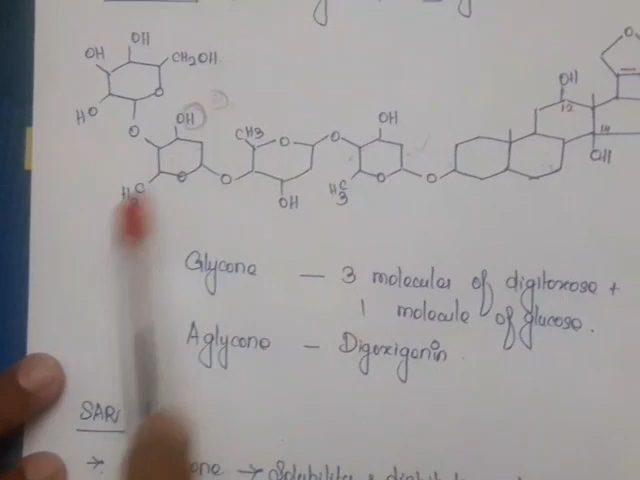 OH
OH
CH2OH
O
HO
O
OH
O
H3C
O
CH3
O
OH
O
OH
O
H3C
O
OH
12
14
OH
O
Glycone — 3 molecules of digitoxose +
1 molecule of glucose.
Aglycone — Digoxigenin
SAR